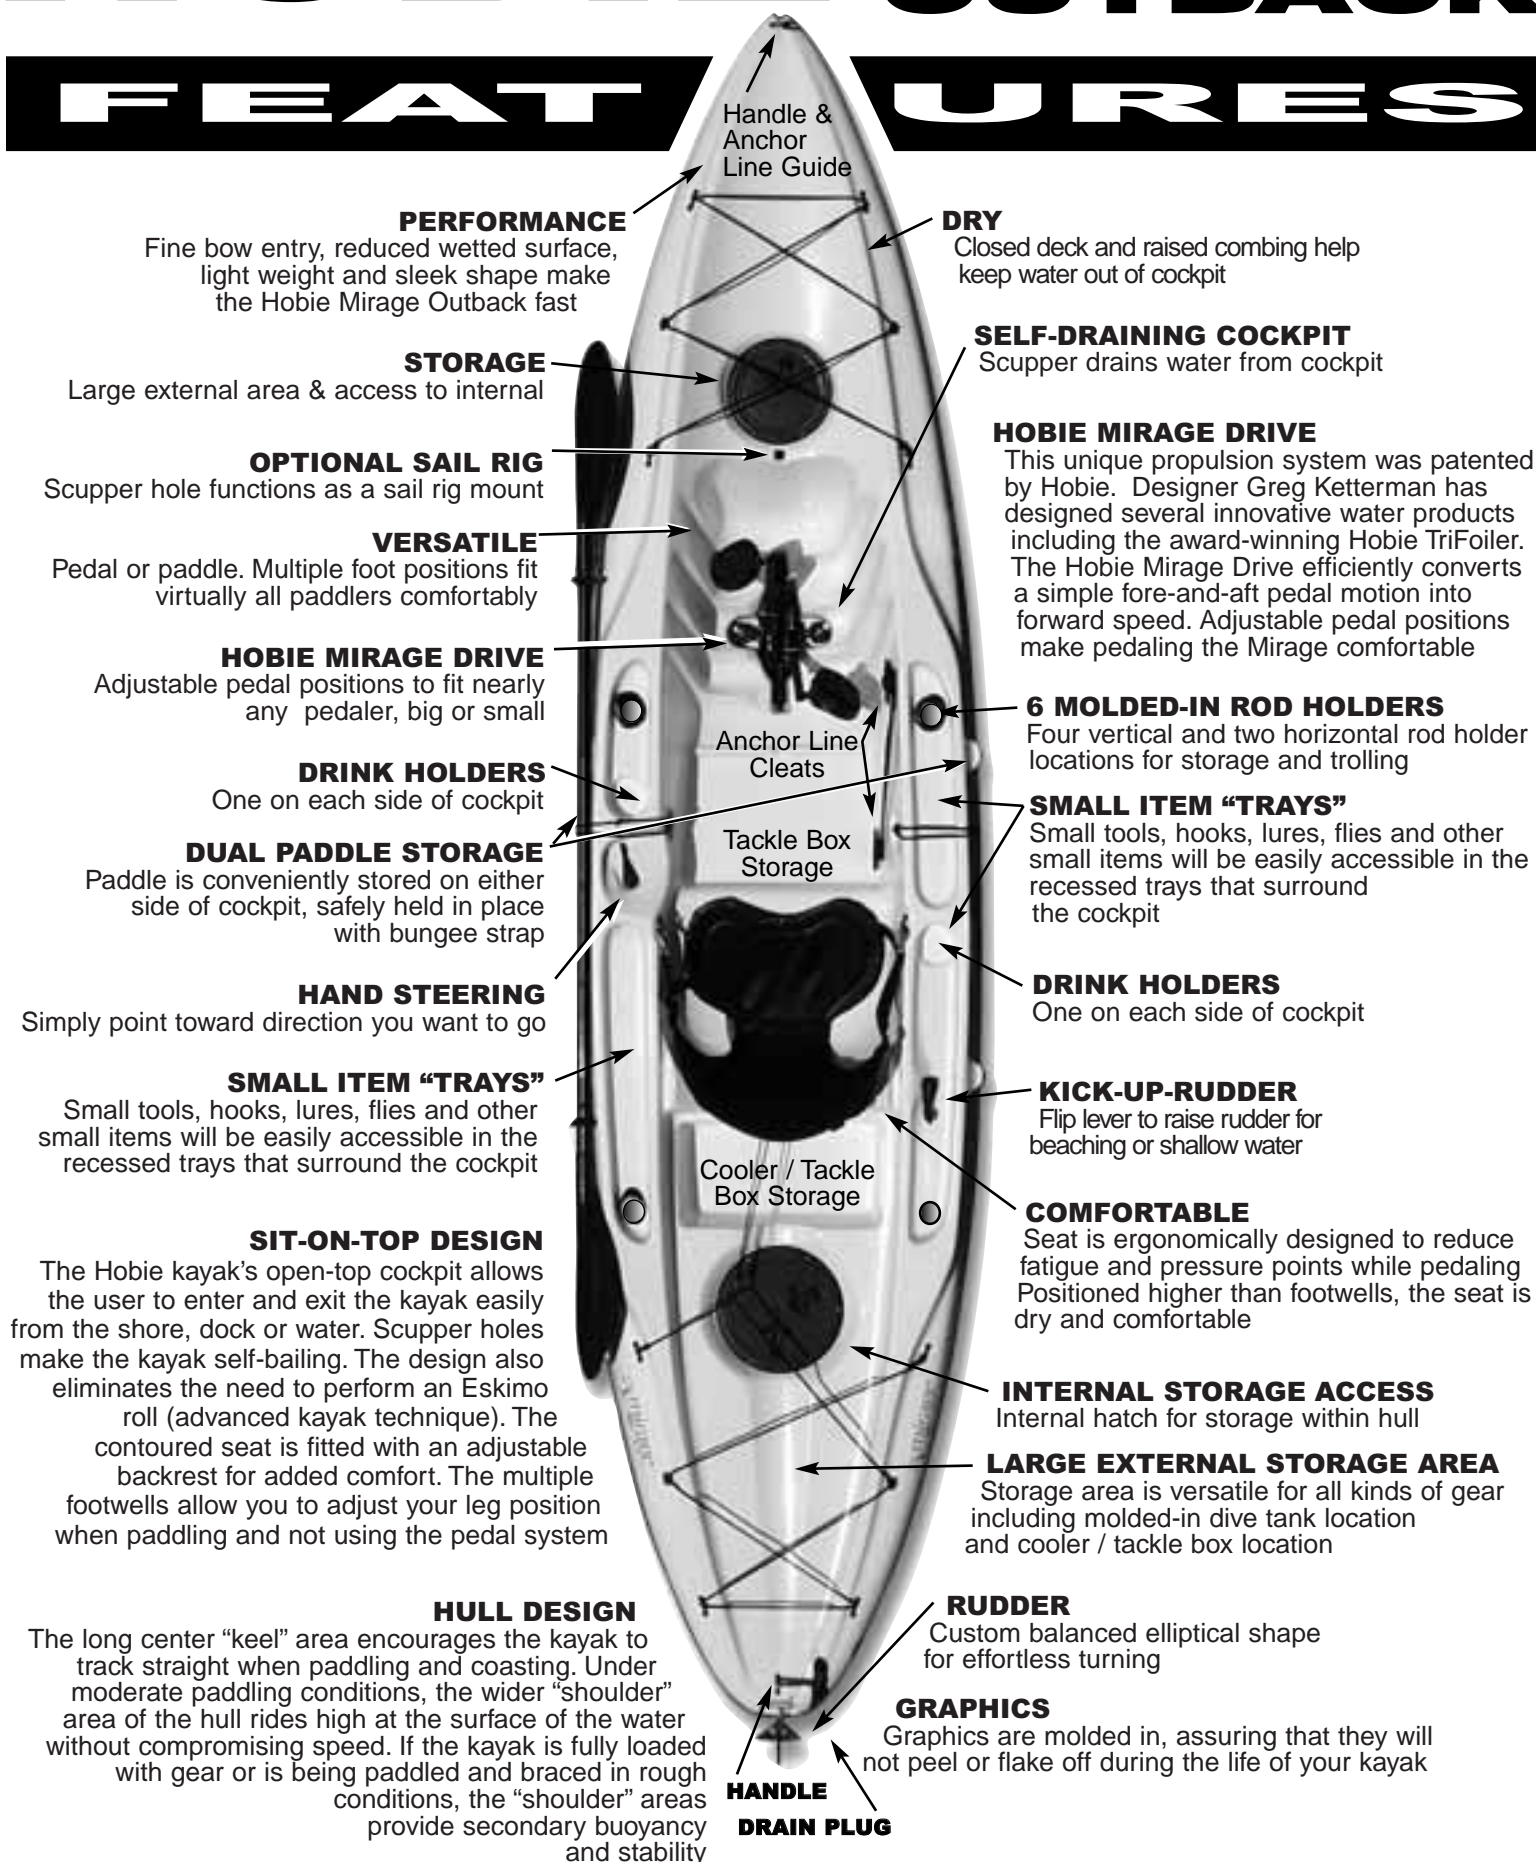 OUTBACK
FEATURES
Handle &
Anchor
Line Guide
PERFORMANCE
Fine bow entry, reduced wetted surface,
light weight and sleek shape make
the Hobie Mirage Outback fast
STORAGE
Large external area & access to internal
OPTIONAL SAIL RIG
Scupper hole functions as a sail rig mount
VERSATILE
Pedal or paddle. Multiple foot positions fit
virtually all paddlers comfortably
HOBIE MIRAGE DRIVE
Adjustable pedal positions to fit nearly
any pedaler, big or small
DRINK HOLDERS
One on each side of cockpit
DUAL PADDLE STORAGE
Paddle is conveniently stored on either
side of cockpit, safely held in place
with bungee strap
HAND STEERING
Simply point toward direction you want to go
SMALL ITEM “TRAYS”
Small tools, hooks, lures, flies and other
small items will be easily accessible in the
recessed trays that surround the cockpit
SIT-ON-TOP DESIGN
The Hobie kayak’s open-top cockpit allows
the user to enter and exit the kayak easily
from the shore, dock or water. Scupper holes
make the kayak self-bailing. The design also
eliminates the need to perform an Eskimo
roll (advanced kayak technique). The
contoured seat is fitted with an adjustable
backrest for added comfort. The multiple
footwells allow you to adjust your leg position
when paddling and not using the pedal system
HULL DESIGN
The long center “keel” area encourages the kayak to
track straight when paddling and coasting. Under
moderate paddling conditions, the wider “shoulder”
area of the hull rides high at the surface of the water
without compromising speed. If the kayak is fully loaded
with gear or is being paddled and braced in rough
conditions, the “shoulder” areas
provide secondary buoyancy
and stability
Anchor Line
Cleats
Tackle Box
Storage
Cooler / Tackle
Box Storage
HANDLE
DRAIN PLUG
DRY
Closed deck and raised combing help
keep water out of cockpit
SELF-DRAINING COCKPIT
Scupper drains water from cockpit
HOBIE MIRAGE DRIVE
This unique propulsion system was patented
by Hobie. Designer Greg Ketterman has
designed several innovative water products
including the award-winning Hobie TriFoiler.
The Hobie Mirage Drive efficiently converts
a simple fore-and-aft pedal motion into
forward speed. Adjustable pedal positions
make pedaling the Mirage comfortable
6 MOLDED-IN ROD HOLDERS
Four vertical and two horizontal rod holder
locations for storage and trolling
SMALL ITEM “TRAYS”
Small tools, hooks, lures, flies and other
small items will be easily accessible in the
recessed trays that surround
the cockpit
DRINK HOLDERS
One on each side of cockpit
KICK-UP-RUDDER
Flip lever to raise rudder for
beaching or shallow water
COMFORTABLE
Seat is ergonomically designed to reduce
fatigue and pressure points while pedaling
Positioned higher than footwells, the seat is
dry and comfortable
INTERNAL STORAGE ACCESS
Internal hatch for storage within hull
LARGE EXTERNAL STORAGE AREA
Storage area is versatile for all kinds of gear
including molded-in dive tank location
and cooler / tackle box location
RUDDER
Custom balanced elliptical shape
for effortless turning
GRAPHICS
Graphics are molded in, assuring that they will
not peel or flake off during the life of your kayak